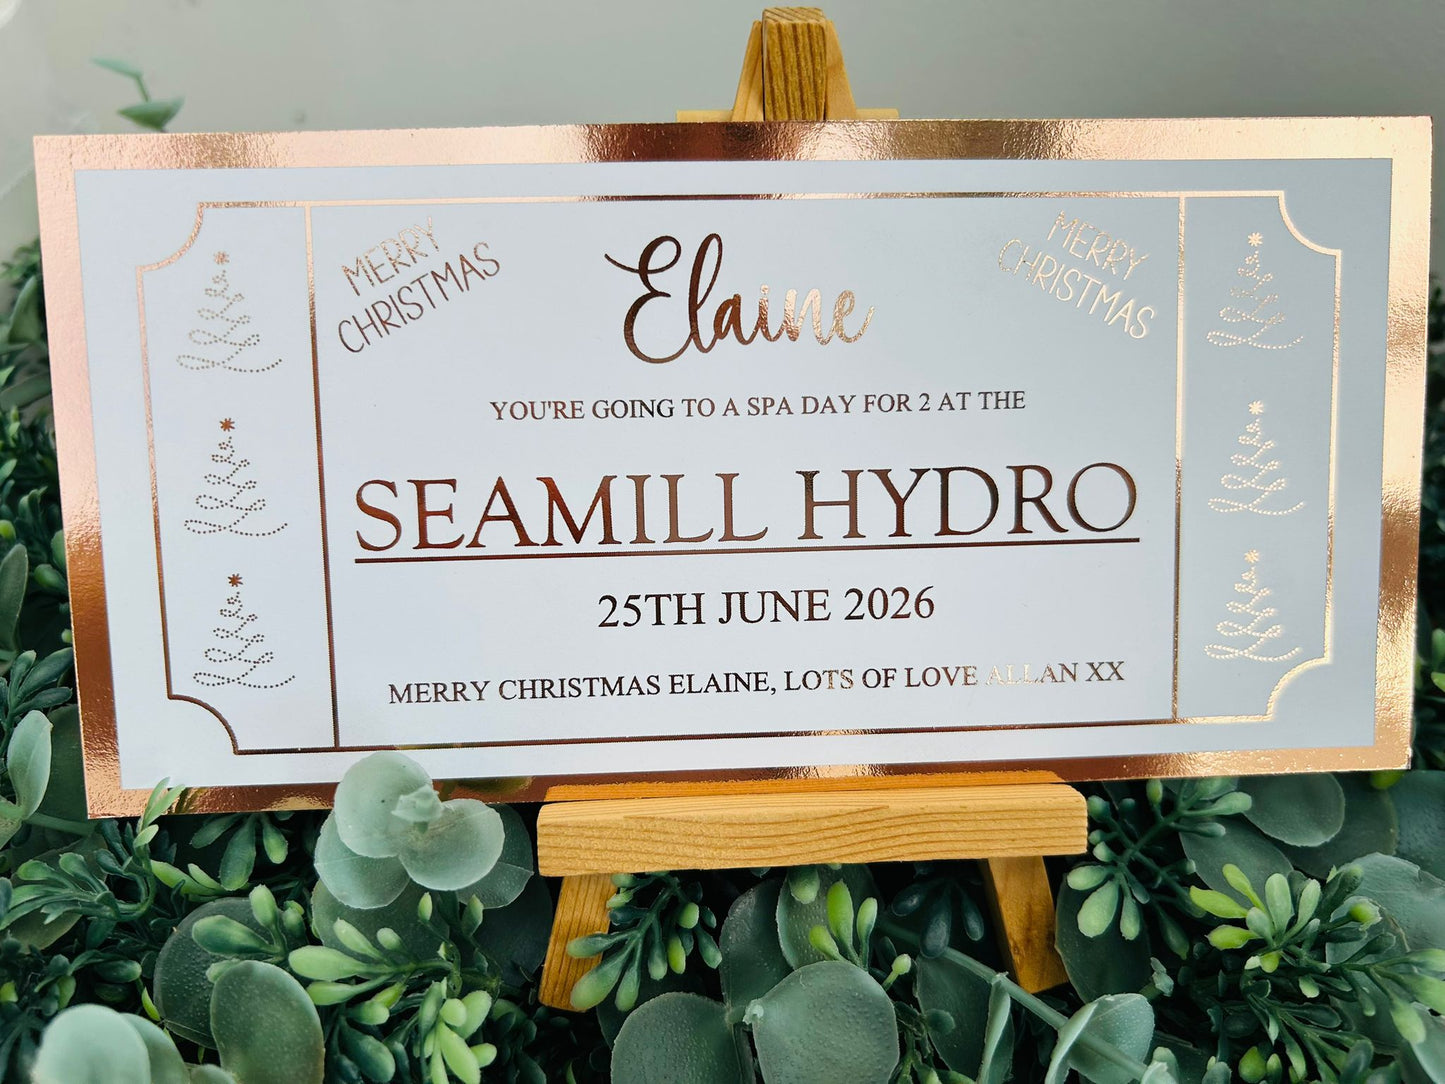 MERRY
CHRISTMAS
Elaine
MERRY
CHRISTMAS
YOU'RE GOING TO A SPA DAY FOR 2 AT THE
SEAMILL HYDRO
25TH JUNE 2026
MERRY CHRISTMAS ELAINE, LOTS OF LOVE ALLAN XX